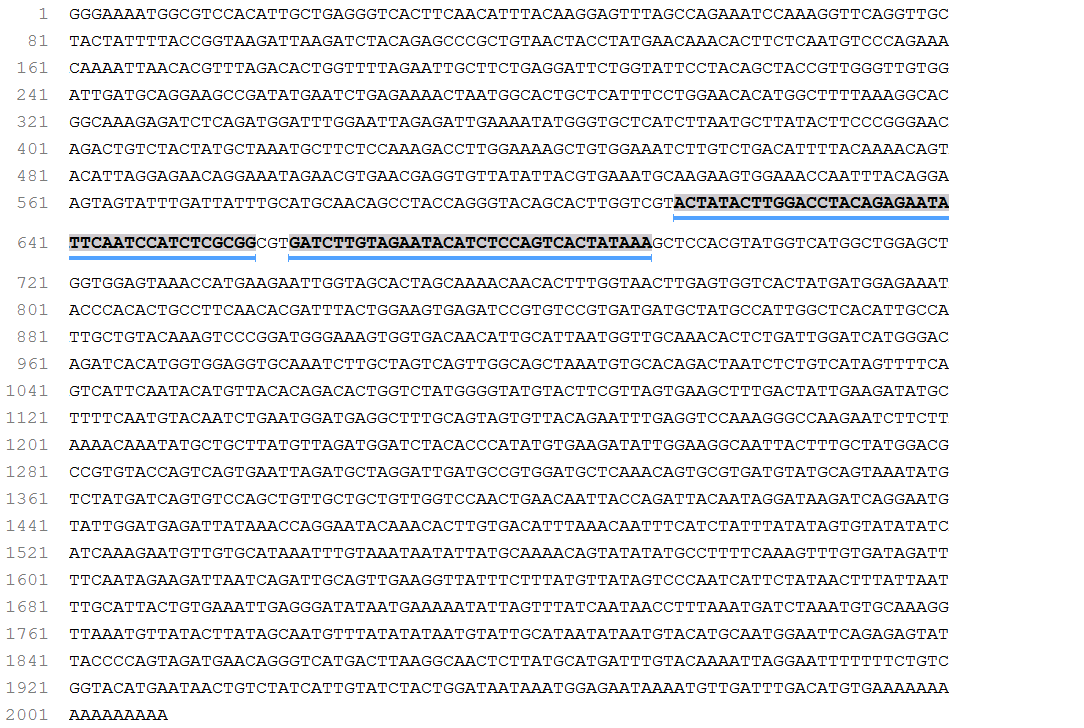 1 GGGAAAATGGCGTCCACATTGCTGAGGGTCACTTCAACATTTACAAGGAGTTTAGCCAGAAATCCAAAGGTTCAGGTTGC
81 TACTATTTTACCGGTAAGATTAAGATCTACAGAGCCCGCTGTAACTACCTATGAACAAACACTTCTCAATGTCCCAGAAA
161 CAAAATTAACACGTTTAGACACTGGTTTTAGAATTGCTTCTGAGGATTCTGGTATTCCTACAGCTACCGTTGGGTTGTGG
241 ATTGATGCAGGAAGCCGATATGAATCTGAGAAAACTAATGGCACTGCTCATTTCCTGGAACACATGGCTTTTAAAGGCAC
321 GGCAAAGAGATCTCAGATGGATTTGGAATTAGAGATTGAAAATATGGGTGCTCATCTTAATGCTTATACTTCCCGGGAAC
401 AGACTGTCTACTATGCTAAATGCTTCTCCAAAGACCTTGGAAAAGCTGTGGAAATCTTGTCTGACATTTTACAAAACAGT
481 ACATTAGGAGAACAGGAAATAGAACGTGAACGAGGTGTTATATTACGTGAAATGCAAGAAGTGGAAACCAATTTACAGGA
561 AGTAGTATTTGATTATTTGCATGCAACAGCCTACCAGGGTACAGCACTTGGTCGTACTATACTTGGACCTACAGAGAATA
641 TTCAATCCATCTCGCGGCGTGATCTTGTAGAATACATCTCCAGTCACTATAAAGCTCCACGTATGGTCATGGCTGGAGCT
721 GGTGGAGTAAACCATGAAGAATTGGTAGCACTAGCAAAACAACACTTTGGTAACTTGAGTGGTCACTATGATGGAGAAAT
801 ACCCACACTGCCTTCAACACGATTTACTGGAAGTGAGATCCGTGTCCGTGATGATGCTATGCCATTGGCTCACATTGCCA
881 TTGCTGTACAAAGTCCCGGATGGGAAAGTGGTGACAACATTGCATTAATGGTTGCAAACACTCTGATTGGATCATGGGAC
961 AGATCACATGGTGGAGGTGCAAATCTTGCTAGTCAGTTGGCAGCTAAATGTGCACAGACTAATCTCTGTCATAGTTTTCA
1041 GTCATTCAATACATGTTACACAGACACTGGTCTATGGGGTATGTACTTCGTTAGTGAAGCTTTGACTATTGAAGATATGC
1121 TTTTCAATGTACAATCTGAATGGATGAGGCTTTGCAGTAGTGTTACAGAATTTGAGGTCCAAAGGGCCAAGAATCTTCTT
1201 AAAACAAATATGCTGCTTATGTTAGATGGATCTACACCCATATGTGAAGATATTGGAAGGCAATTACTTTGCTATGGACG
1281 CCGTGTACCAGTCAGTGAATTAGATGCTAGGATTGATGCCGTGGATGCTCAAACAGTGCGTGATGTATGCAGTAAATATG
1361 TCTATGATCAGTGTCCAGCTGTTGCTGCTGTTGGTCCAACTGAACAATTACCAGATTACAATAGGATAAGATCAGGAATG
1441 TATTGGATGAGATTATAAACCAGGAATACAAACACTTGTGACATTTAAACAATTTCATCTATTTATATAGTGTATATATC
1521 ATCAAAGAATGTTGTGCATAAATTTGTAAATAATATTATGCAAAACAGTATATATGCCTTTTCAAAGTTTGTGATAGATT
1601 TTCAATAGAAGATTAATCAGATTGCAGTTGAAGGTTATTTCTTTATGTTATAGTCCCAATCATTCTATAACTTTATTAAT
1681 TTGCATTACTGTGAAATTGAGGGATATAATGAAAAATATTAGTTTATCAATAACCTTTAAATGATCTAAATGTGCAAAGG
1761 TTAAATGTTATACTTATAGCAATGTTTATATATAATGTATTGCATAATATAATGTACATGCAATGGAATTCAGAGAGTAT
1841 TACCCCAGTAGATGAACAGGGTCATGACTTAAGGCAACTCTTATGCATGATTTGTACAAAATTAGGAATTTTTTTCTGTC
1921 GGTACATGAATAACTGTCTATCATTGTATCTACTGGATAATAAATGGAGAATAAAATGTTGATTTGACATGTGAAAAAAA
2001 AAAAAAAAA